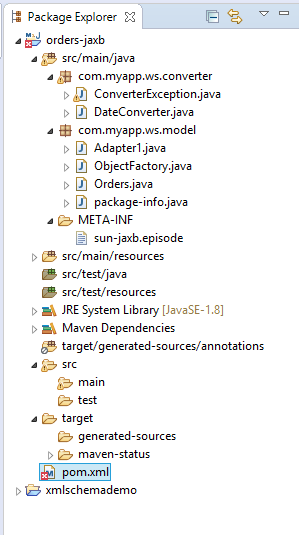 Package Explorer
orders-jaxb
src/main/java
com.myapp.ws.converter
ConverterException.java
DateConverter.java
com.myapp.ws.model
Adapter1.java
ObjectFactory.java
Orders.java
package-info.java
META-INF
sun-jaxb.episode
src/main/resources
src/test/java
src/test/resources
JRE System Library [JavaSE-1.8]
Maven Dependencies
target/generated-sources/annotations
src
main
test
target
generated-sources
maven-status
pom.xml
xmlschemademo